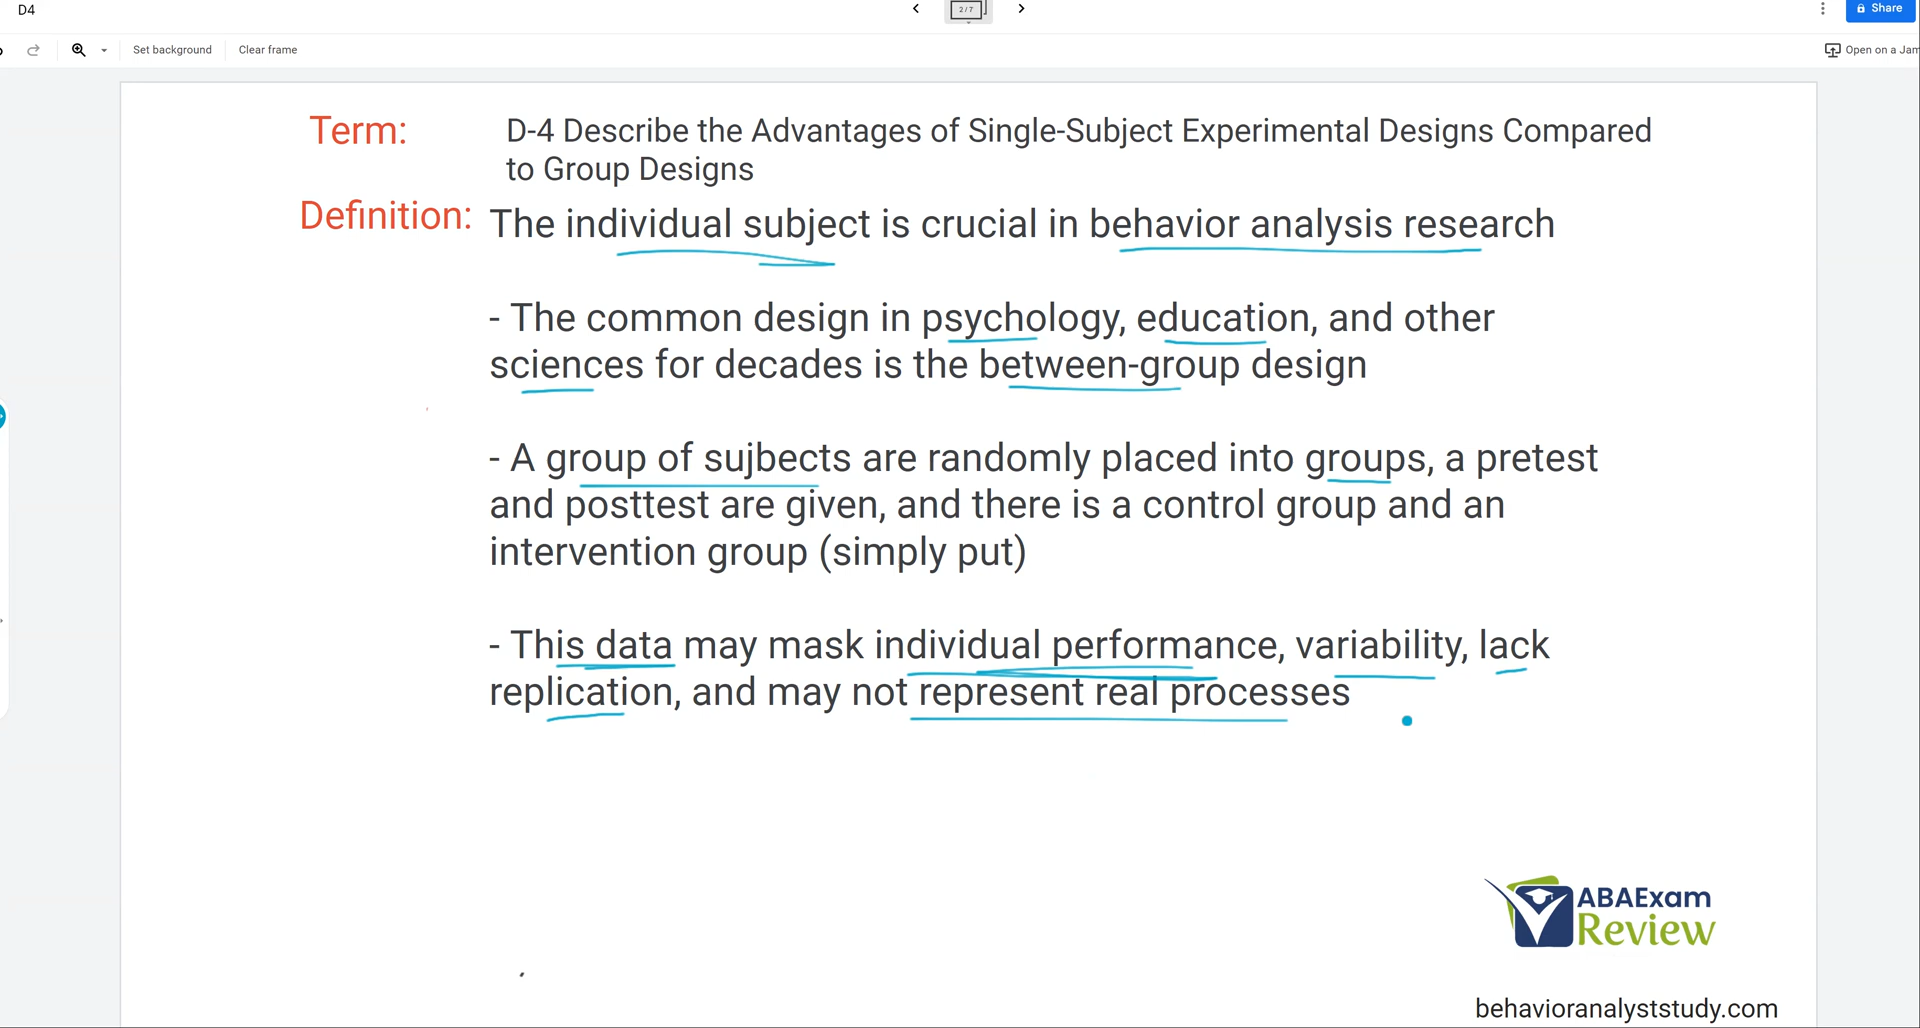 D4
2/7
Share
Set background
Clear frame
Open on a Jam
Term:
D-4 Describe the Advantages of Single-Subject Experimental Designs Compared
to Group Designs
Definition:
The individual subject is crucial in behavior analysis research
- The common design in psychology, education, and other
sciences for decades is the between-group design
- A group of sujbects are randomly placed into groups, a pretest
and posttest are given, and there is a control group and an
intervention group (simply put)
- This data may mask individual performance, variability, lack
replication, and may not represent real processes
ABAExam
Review
behavioranalyststudy.com